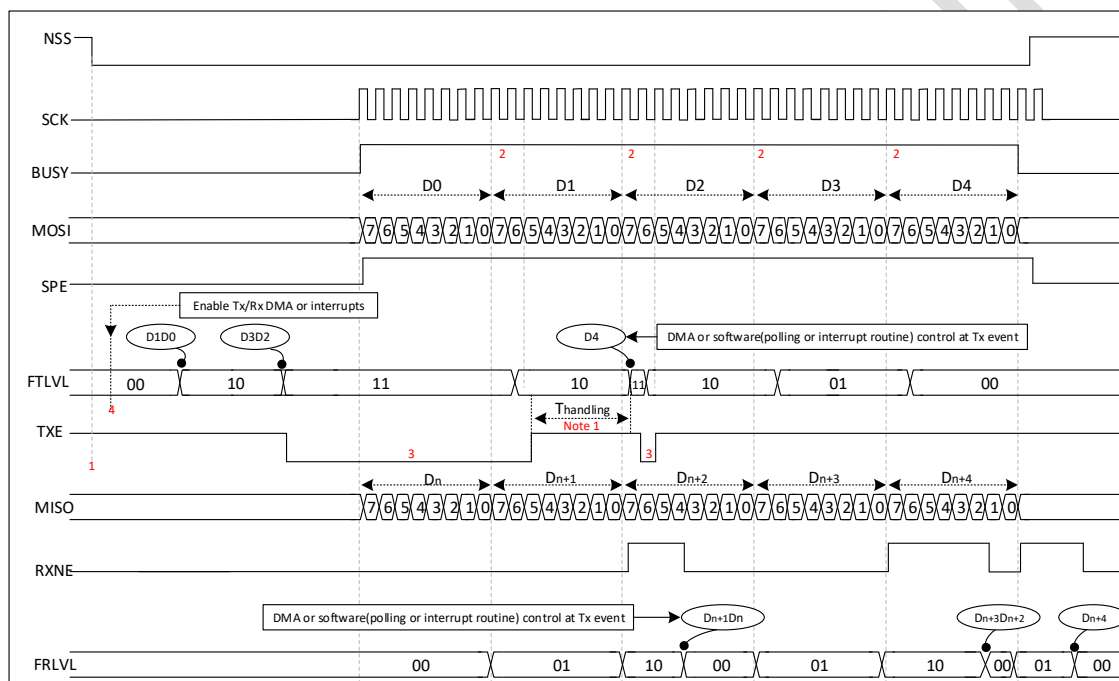 NSS
SCK
BUSY
2 2 2 2
D0 D1 D2 D3 D4
MOSI
7 6 5 4 3 2 1 0 7 6 5 4 3 2 1 0 7 6 5 4 3 2 1 0 7 6 5 4 3 2 1 0 7 6 5 4 3 2 1 0
SPE
Enable Tx/Rx DMA or interrupts
D1D0 D3D2 D4 DMA or software(polling or interrupt routine) control at Tx event
FTLVL 00 10 11 10 11 10 01 00
4
Thandling
Note 1
TXE
1 3 3
Dn Dn+1 Dn+2 Dn+3 Dn+4
MISO
7 6 5 4 3 2 1 0 7 6 5 4 3 2 1 0 7 6 5 4 3 2 1 0 7 6 5 4 3 2 1 0 7 6 5 4 3 2 1 0
RXNE
DMA or software(polling or interrupt routine) control at Tx event Dn+1Dn Dn+3Dn+2 Dn+4
FRLVL 00 01 10 00 01 10 00 01 00